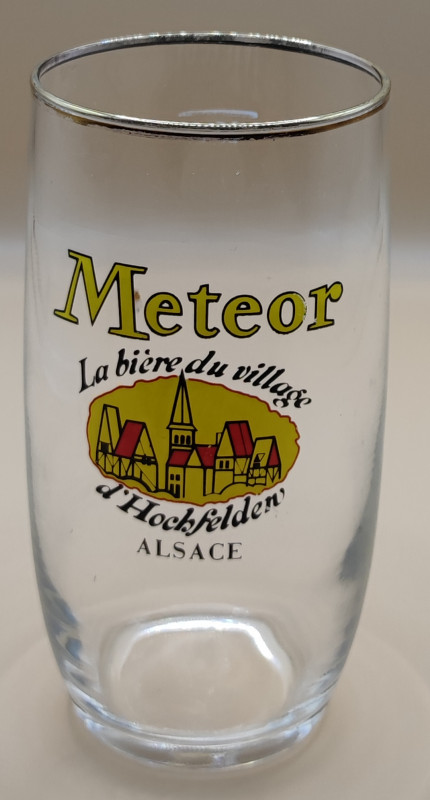 Meteor
La bière du village
d'Hochfelden
ALSACE